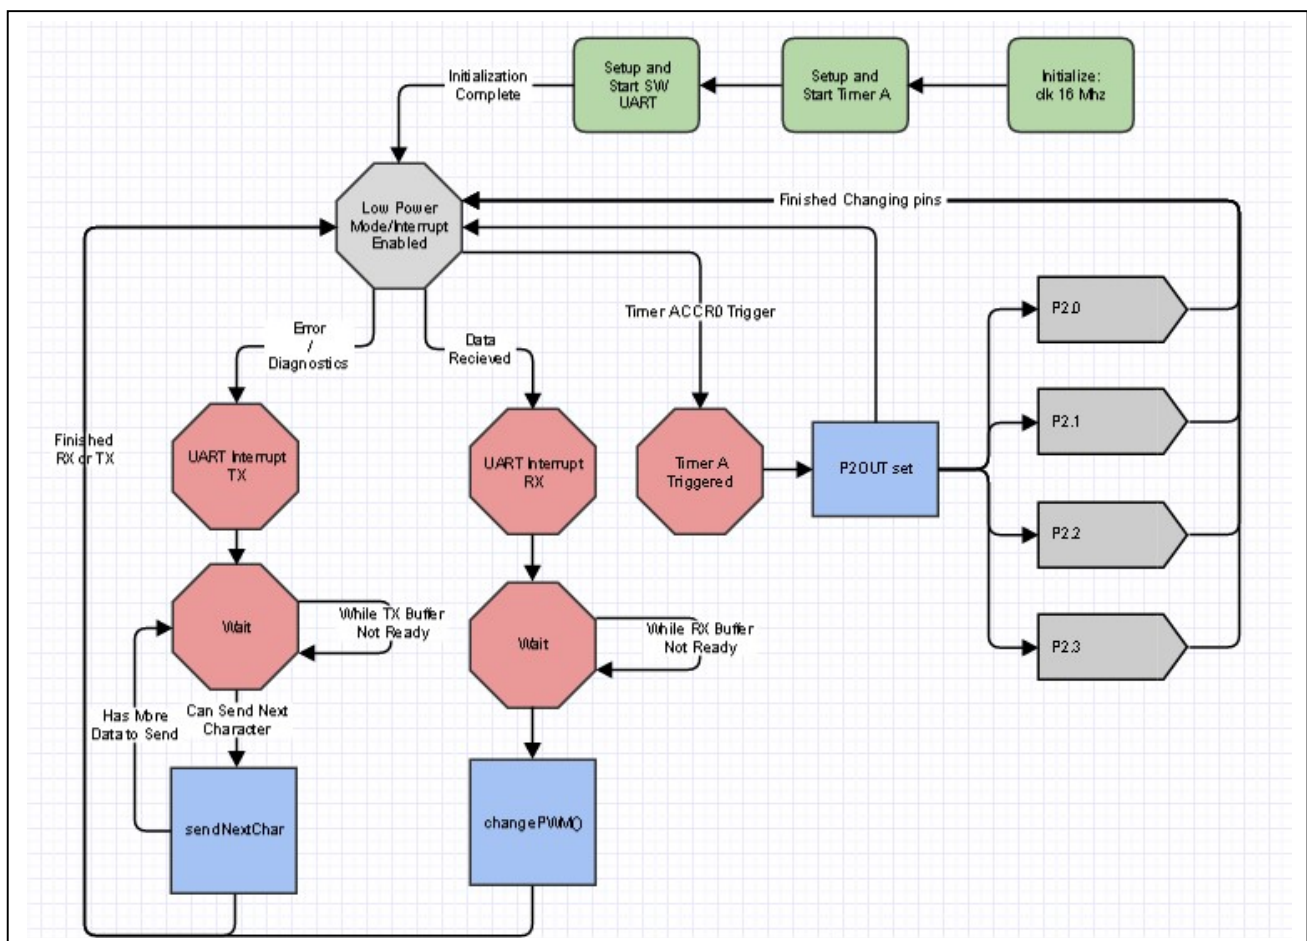 Setup and
Start SW
UART
Setup and
Start Timer A
Initialize:
clk 16 Mhz
Initialization
Complete
Low Power
Mode/Interrupt
Enabled
Finished Changing pins
Timer ACCR0 Trigger
Error
/
Diagnostics
Data
Recieved
P2.0
P2.1
P2.2
P2.3
Finished
RX or TX
UART Interrupt
TX
UART Interrupt
RX
Timer A
Triggered
P2OUT set
Wait
While TX Buffer
Not Ready
Wait
While RX Buffer
Not Ready
Has More
Data to Send
Can Send Next
Character
sendNextChar
changePWM()